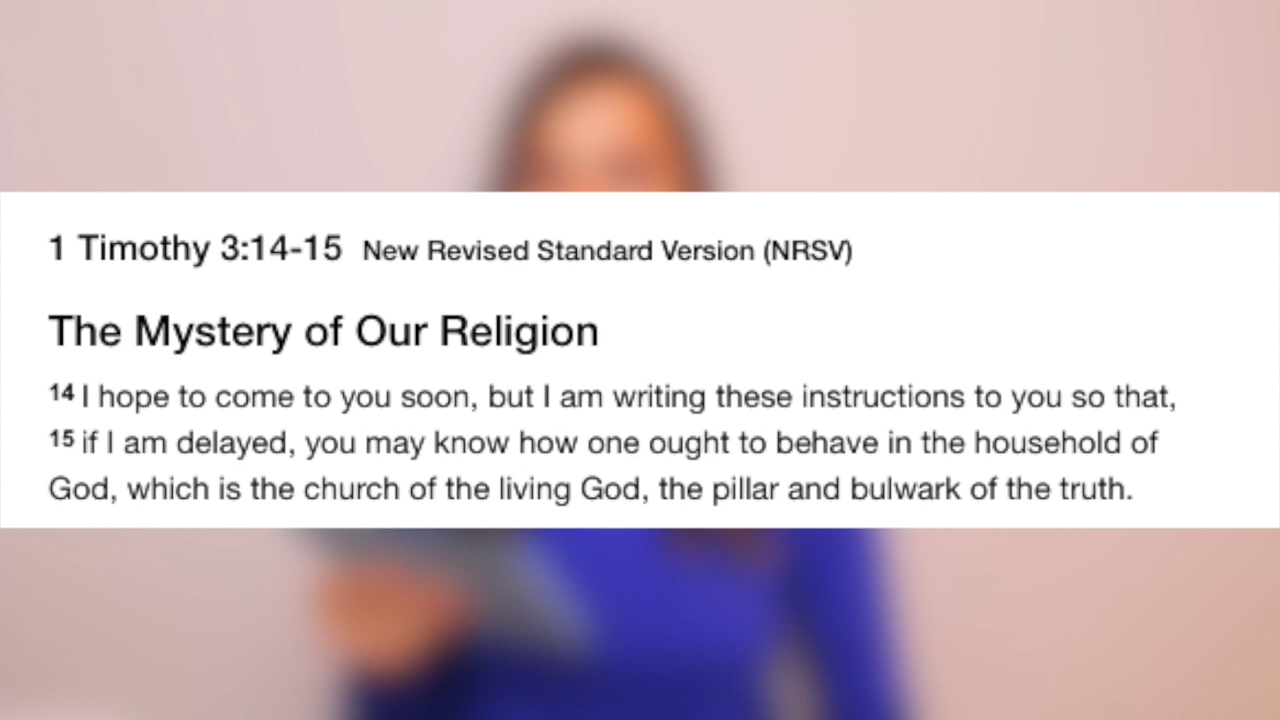 1 Timothy 3:14-15 New Revised Standard Version (NRSV)
The Mystery of Our Religion
14 I hope to come to you soon, but I am writing these instructions to you so that,
15 if I am delayed, you may know how one ought to behave in the household of
God, which is the church of the living God, the pillar and bulwark of the truth.